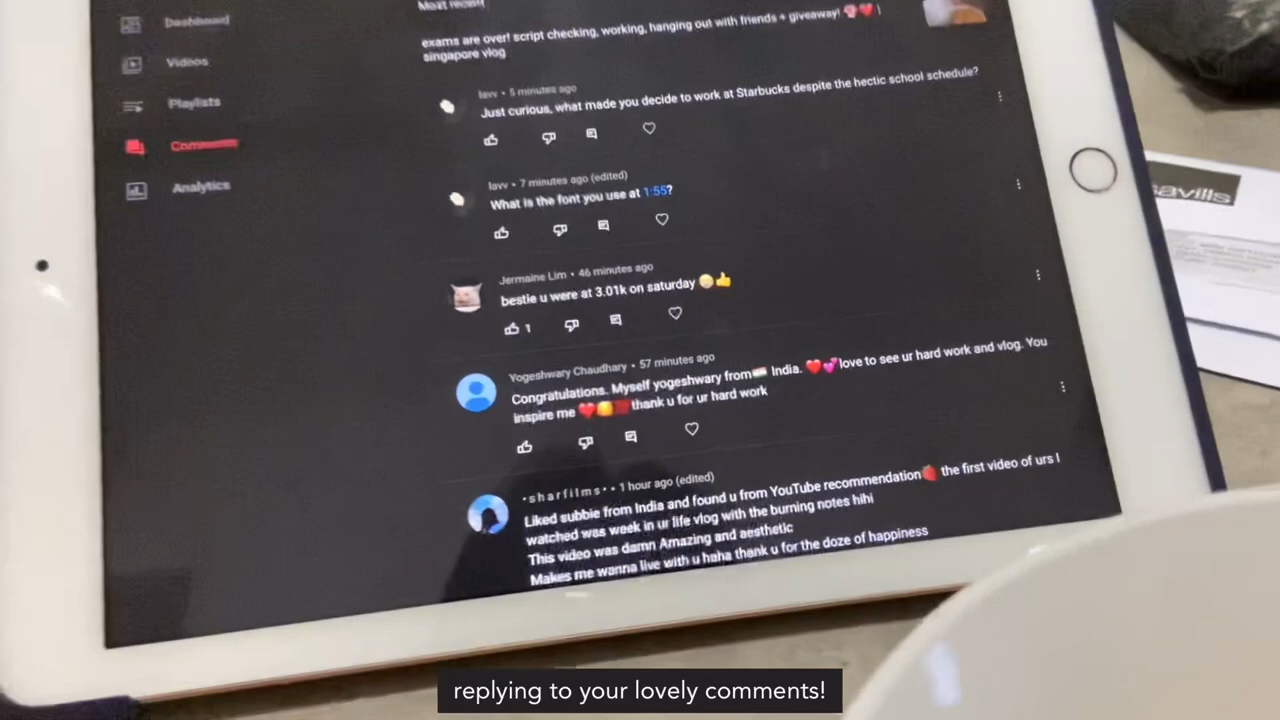 Dashboard
Most recent
Videos
exams are over! script checking, working, hanging out with friends + giveaway! 🧠❤️ |
singapore vlog
Playlists
lavv • 5 minutes ago
Just curious, what made you decide to work at Starbucks despite the hectic school schedule?
Comments
Analytics
lavv • 7 minutes ago (edited)
What is the font you use at 1:55?
savills
Jermaine Lim • 46 minutes ago
bestie u were at 3.01k on saturday 👍
1
Yogeshwary Chaudhary • 57 minutes ago
Congratulations. Myself yogeshwary from🇮🇳 India. ❤️💕love to see ur hard work and vlog. You
inspire me ❤️ thank u for ur hard work
•sharfilms•• 1 hour ago (edited)
Liked subbie from India and found u from YouTube recommendation🍓 the first video of urs I
watched was week in ur life vlog with the burning notes hihi
This video was damn Amazing and aesthetic
Makes me wanna live with u haha thank u for the doze of happiness
replying to your lovely comments!